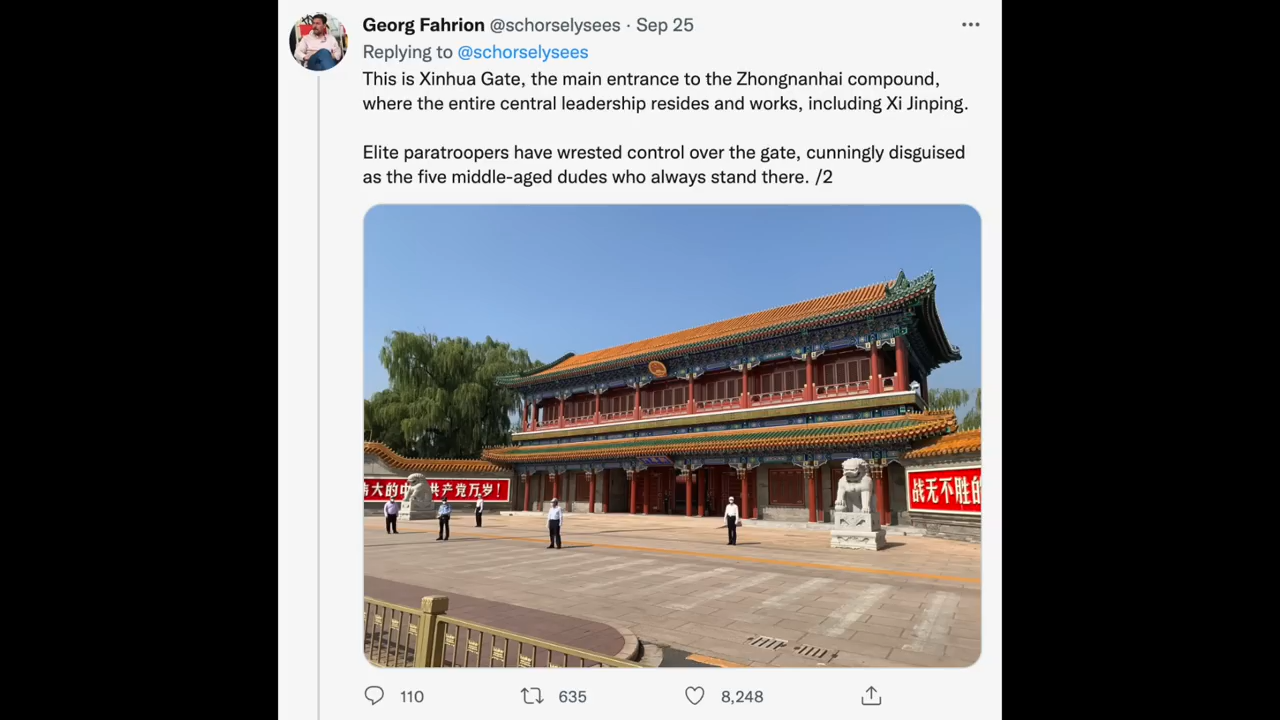 Georg Fahrion @schorselysees · Sep 25
Replying to @schorselysees
This is Xinhua Gate, the main entrance to the Zhongnanhai compound,
where the entire central leadership resides and works, including Xi Jinping.
Elite paratroopers have wrested control over the gate, cunningly disguised
as the five middle-aged dudes who always stand there. /2
大的中 共产党万岁!
战无不胜的
110 635 8,248